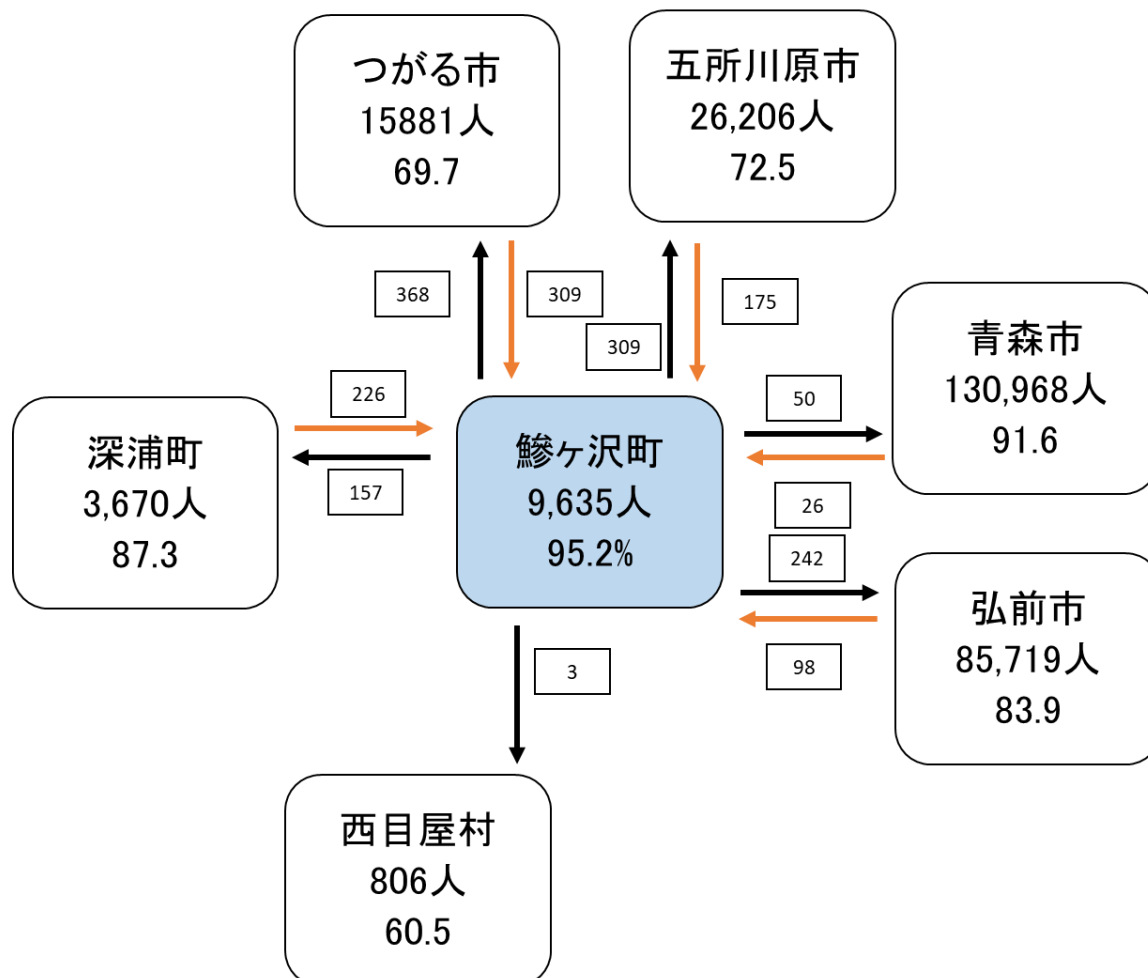 つがる市
15881人
69.7
五所川原市
26,206人
72.5
368
309
309
175
青森市
130,968人
91.6
226
50
深浦町
3,670人
87.3
157
鰺ヶ沢町
9,635人
95.2%
26
242
98
弘前市
85,719人
83.9
3
西目屋村
806人
60.5